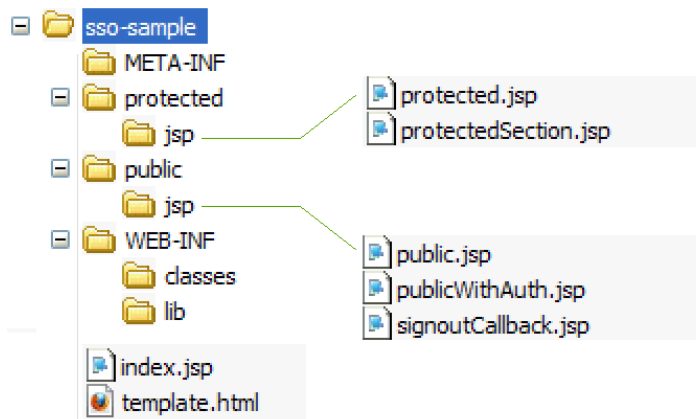 sso-sample
META-INF
protected
jsp
protected.jsp
protectedSection.jsp
public
jsp
public.jsp
publicWithAuth.jsp
signoutCallback.jsp
WEB-INF
classes
lib
index.jsp
template.html